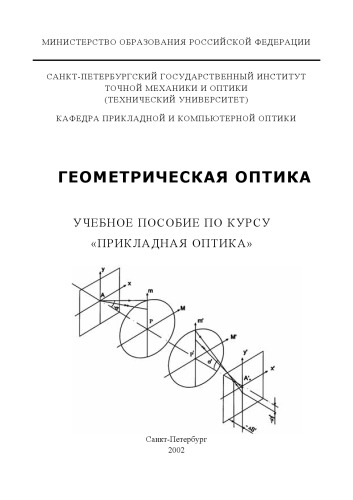 МИНИСТЕРСТВО ОБРАЗОВАНИЯ РОССИЙСКОЙ ФЕДЕРАЦИИ
САНКТ-ПЕТЕРБУРГСКИЙ ГОСУДАРСТВЕННЫЙ ИНСТИТУТ
ТОЧНОЙ МЕХАНИКИ И ОПТИКИ
(ТЕХНИЧЕСКИЙ УНИВЕРСИТЕТ)
КАФЕДРА ПРИКЛАДНОЙ И КОМПЬЮТЕРНОЙ ОПТИКИ
ГЕОМЕТРИЧЕСКАЯ ОПТИКА
УЧЕБНОЕ ПОСОБИЕ ПО КУРСУ
«ПРИКЛАДНАЯ ОПТИКА»
y
x
A
m
M
P
m'
M'
P'
y'
x'
A'
Санкт-Петербург
2002